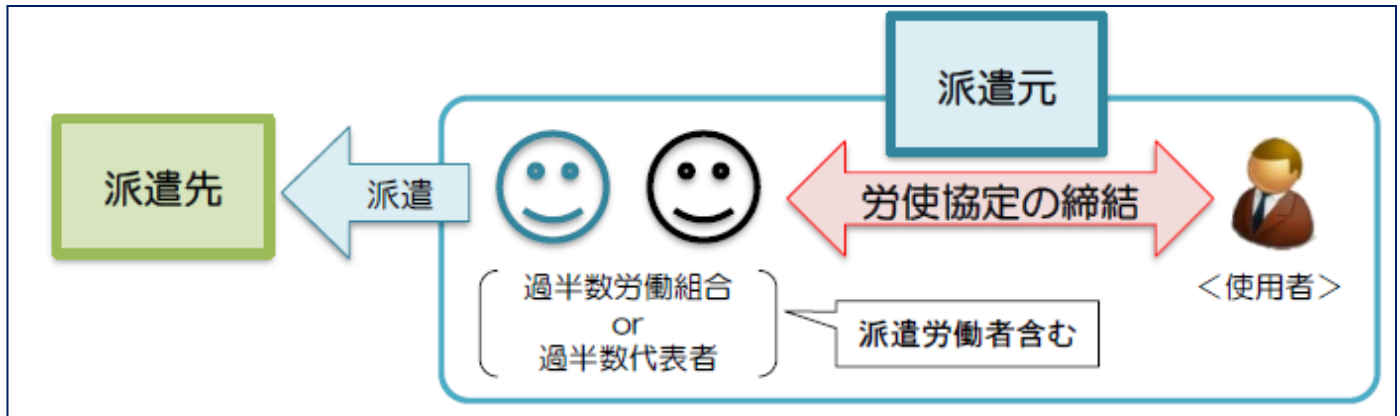 派遣元
派遣先
派遣
労使協定の締結
過半数労働組合
or
過半数代表者
派遣労働者含む
＜使用者＞